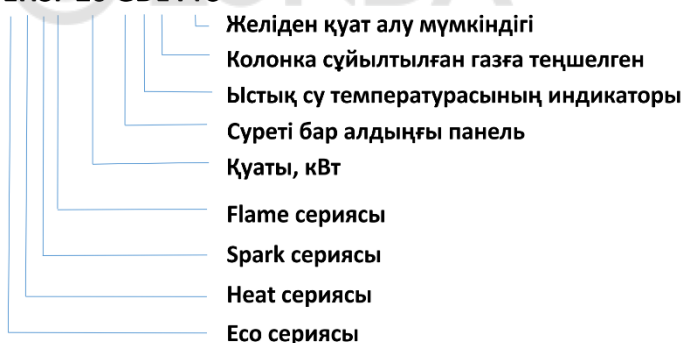 Желіден қуат алу мүмкіндігі
Колонка сұйылтылған газға теңшелген
Ыстық су температурасының индикаторы
Суреті бар алдыңғы панель
Қуаты, кВт
Flame сериясы
Spark сериясы
Heat сериясы
Eco сериясы